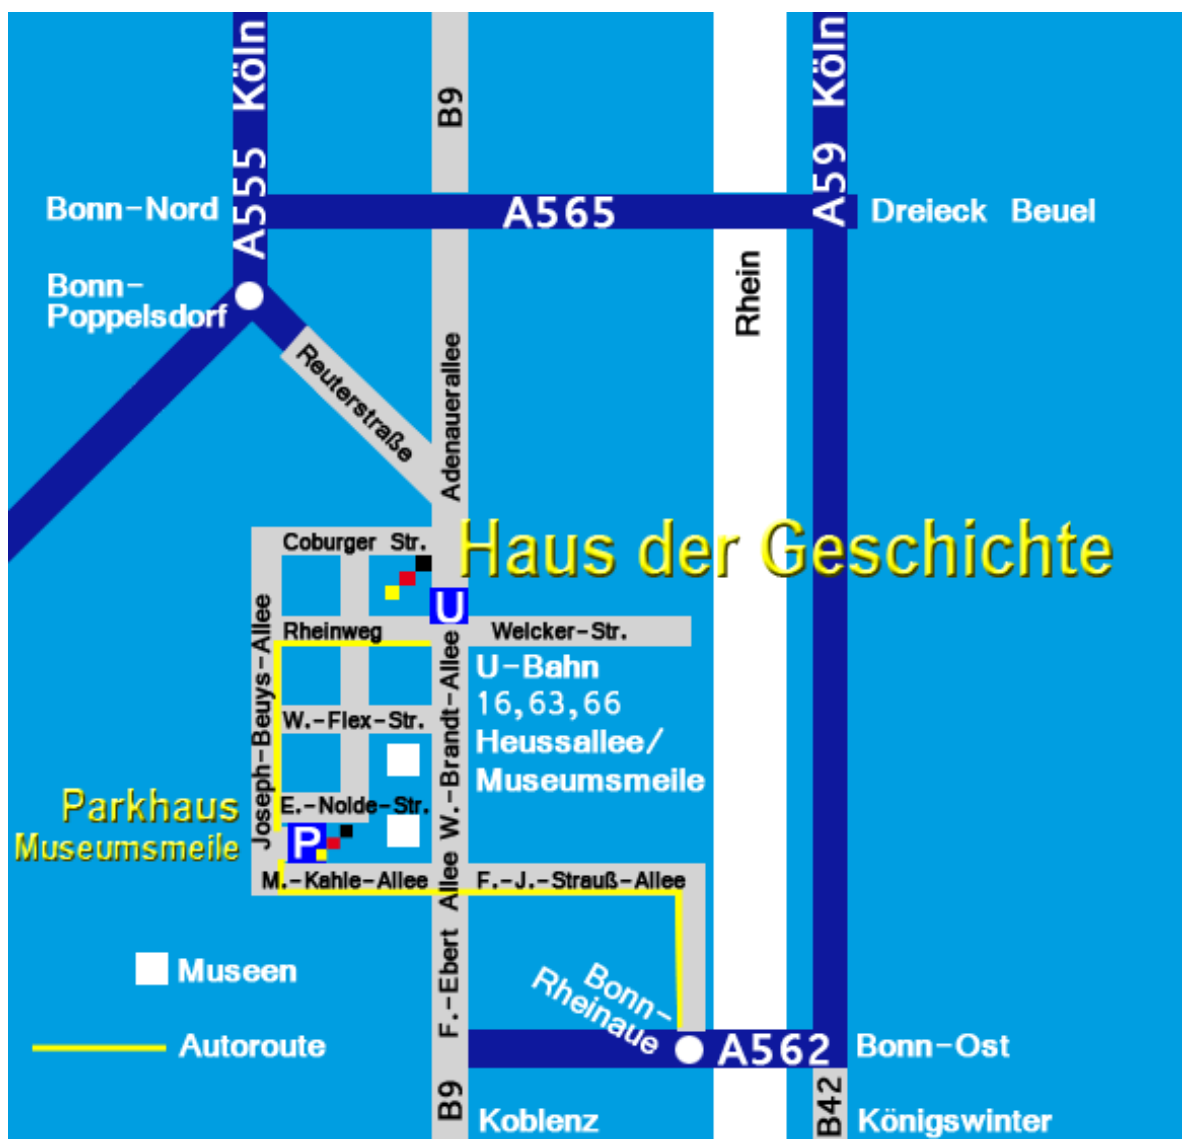 A555 Köln
B9
A59 Köln
Bonn-Nord
A565
Dreieck Beuel
Bonn-
Poppelsdorf
Rhein
Reuterstraße
Adenauerallee
Haus der Geschichte
Coburger Str.
U
Rheinweg
Welcker-Str.
Joseph-Beuys-Allee
W.-Brandt-Allee
U-Bahn
16,63,66
Heussallee/
Museumsmeile
W.-Flex-Str.
Parkhaus
Museumsmeile
E.-Nolde-Str.
P
M.-Kahle-Allee
F.-J.-Strauß-Allee
F.-Ebert Allee
Museen
Bonn-
Rheinaue
Autoroute
A562
Bonn-Ost
B9
Koblenz
B42
Königswinter